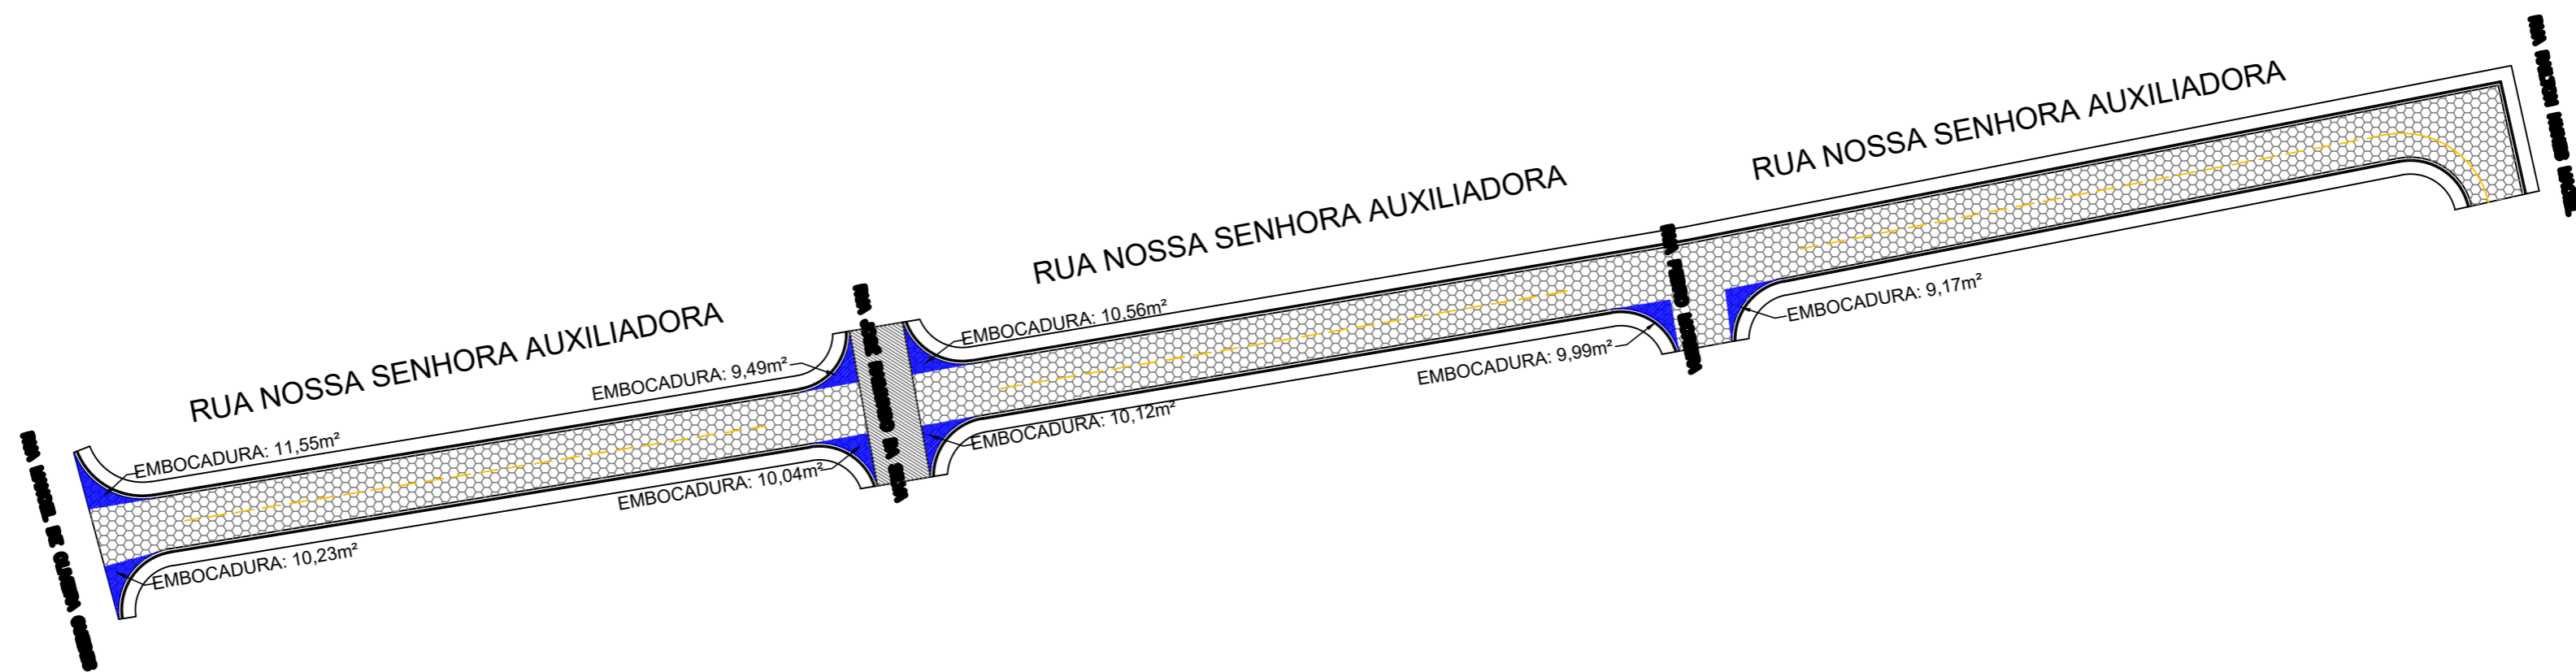 RUA NOSSA SENHORA AUXILIADORA
RUA NOSSA SENHORA AUXILIADORA
RUA NOSSA SENHORA AUXILIADORA
EMBOCADURA: 11,55m²
EMBOCADURA: 10,23m²
EMBOCADURA: 9,49m²
EMBOCADURA: 10,04m²
EMBOCADURA: 10,56m²
EMBOCADURA: 10,12m²
EMBOCADURA: 9,99m²
EMBOCADURA: 9,17m²